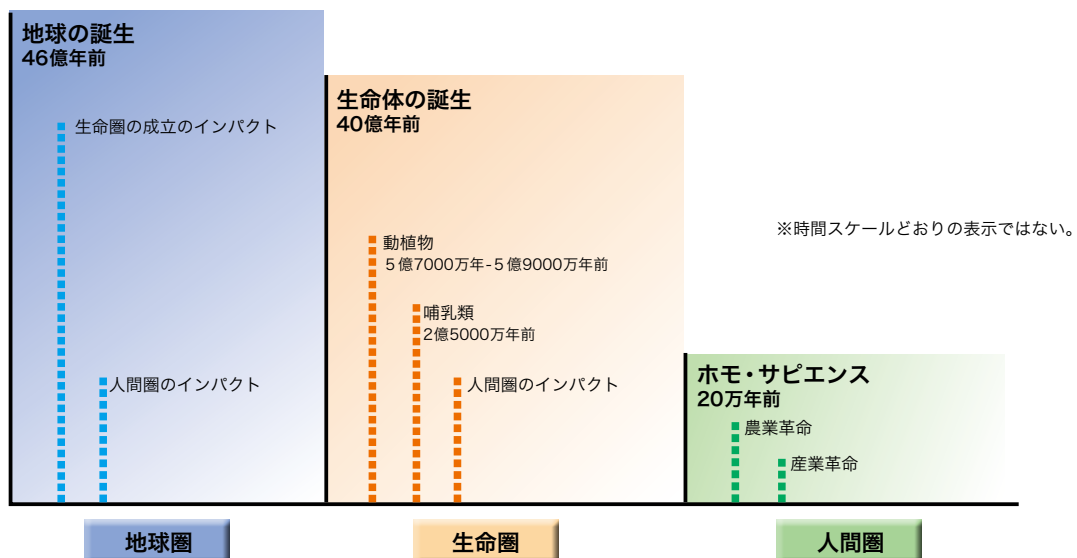 地球の誕生
46億年前
生命圏の成立のインパクト
人間圏のインパクト
生命体の誕生
40億年前
動植物
5億7000万年-5億9000万年前
哺乳類
2億5000万年前
人間圏のインパクト
※時間スケールどおりの表示ではない。
ホモ・サピエンス
20万年前
農業革命
産業革命
地球圏
生命圏
人間圏